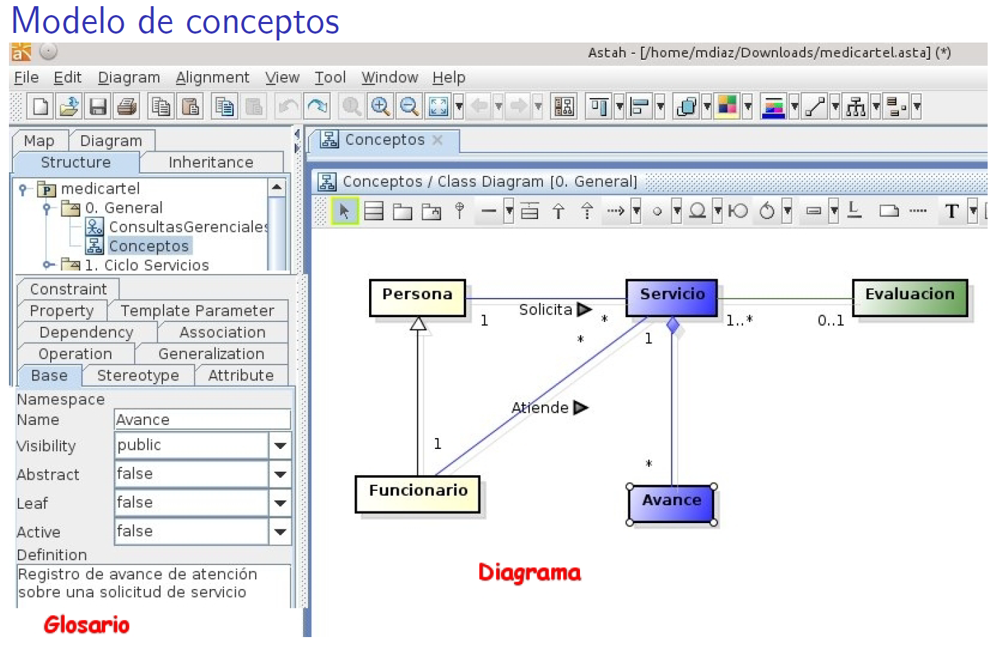 Modelo de conceptos
Astah - [/home/mdiaz/Downloads/medicartel.asta] (*)
File Edit Diagram Alignment View Tool Window Help
Map Diagram
Structure Inheritance
medicartel
0. General
ConsultasGerenciales
Conceptos
1. Ciclo Servicios
Constraint
Property Template Parameter
Dependency Association
Operation Generalization
Base Stereotype Attribute
Namespace
Name Avance
Visibility public
Abstract false
Leaf false
Active false
Definition
Registro de avance de atención
sobre una solicitud de servicio
Glosario
Conceptos
Conceptos / Class Diagram [0. General]
T
Persona
Servicio
Evaluacion
1
Solicita
*
1..*
0..1
*
1
Atiende
1
*
Funcionario
Avance
Diagrama